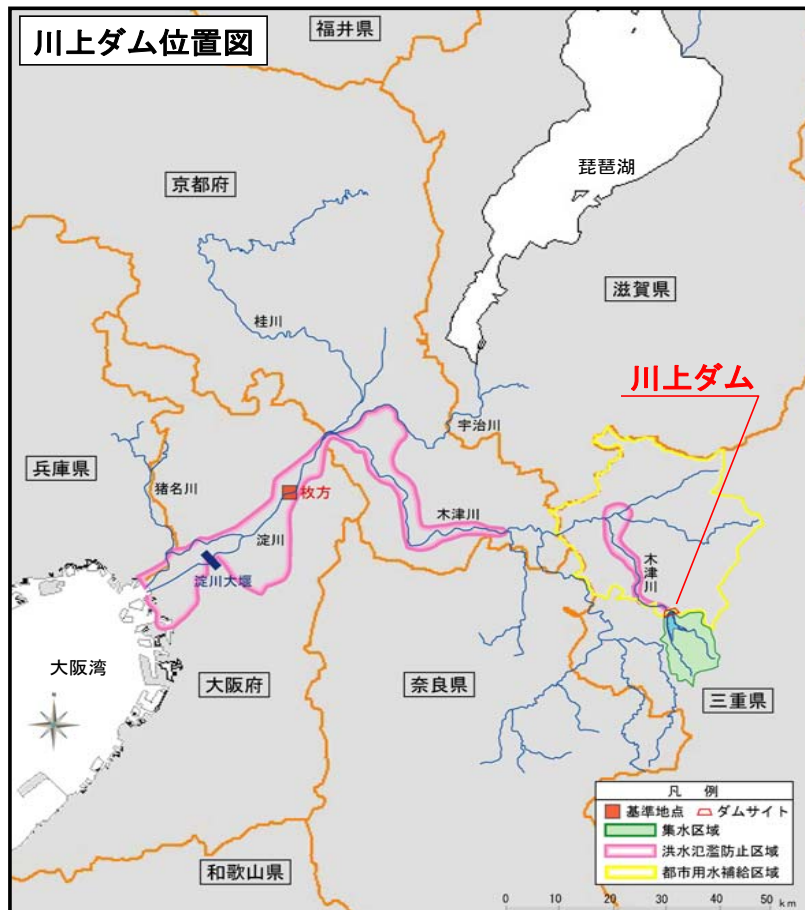 川上ダム位置図
福井県
琵琶湖
京都府
滋賀県
桂川
川上ダム
宇治川
兵庫県
猪名川
枚方
木津川
淀川
木津川
淀川大堰
大阪湾
大阪府
奈良県
三重県
和歌山県
凡 例
基準地点 ダムサイト
集水区域
洪水氾濫防止区域
都市用水補給区域
0 10 20 30 40 50 km